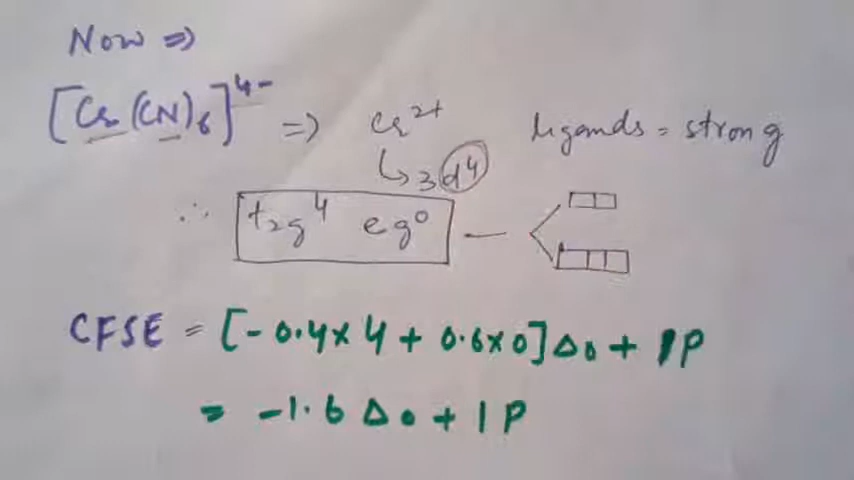 Now ⇒
[Cr(CN)6]⁴⁻ ⇒ Cr²⁺ ligands = strong
↳ 3d⁴
∴ t₂g⁴ eg⁰ —
CFSE = [-0.4×4 + 0.6×0]Δo + 1P
= -1.6 Δo + 1P